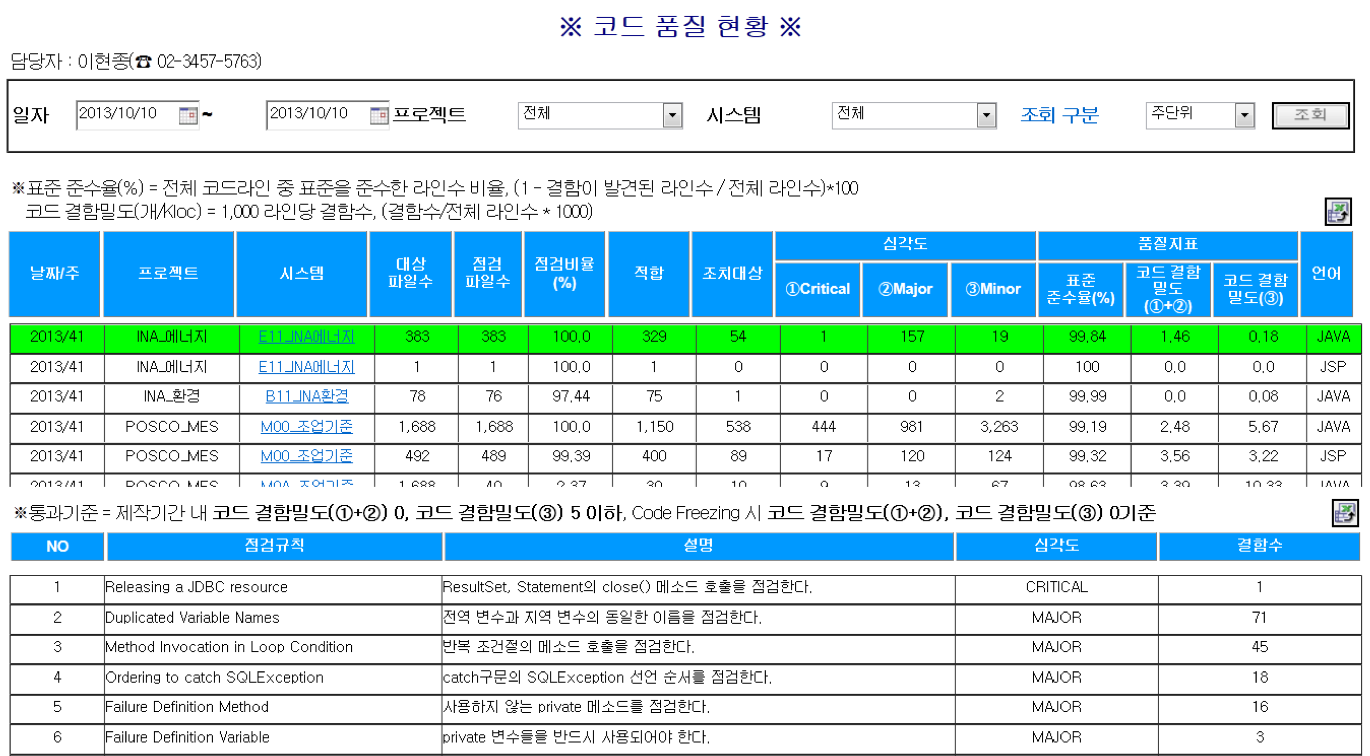 ※ 코드 품질 현황 ※
담당자 : 이현종(☎ 02-3457-5763)
일자 2013/10/10 ~ 2013/10/10 프로젝트 전체 시스템 전체 조회 구분 주단위 조회
※표준 준수율(%) = 전체 코드라인 중 표준을 준수한 라인수 비율, (1 - 결함이 발견된 라인수 / 전체 라인수)*100
코드 결함밀도(개/Kloc) = 1,000 라인당 결함수, (결함수/전체 라인수 * 1000)
날짜/주 프로젝트 시스템 대상 파일수 점검 파일수 점검비율 (%) 적합 조치대상 심각도 품질지표 언어
①Critical ②Major ③Minor 표준 준수율(%) 코드 결함 밀도 (①+②) 코드 결함 밀도(③)
2013/41 INA_에너지 E11_INA에너지 383 383 100.0 329 54 1 157 19 99.84 1.46 0.18 JAVA
2013/41 INA_에너지 E11_INA에너지 1 1 100.0 1 0 0 0 0 100 0.0 0.0 JSP
2013/41 INA_환경 B11_INA환경 78 76 97.44 75 1 0 0 2 99.99 0.0 0.08 JAVA
2013/41 POSCO_MES M00_조업기준 1,688 1,688 100.0 1,150 538 444 981 3,263 99.19 2.48 5.67 JAVA
2013/41 POSCO_MES M00_조업기준 492 489 99.39 400 89 17 120 124 99.32 3.56 3.22 JSP
2013/41 POSCO_MES M0A_조업기준 1,688 40 2.37 30 10 9 13 67 98.63 3.39 10.33 JAVA
※통과기준 = 제작기간 내 코드 결함밀도(①+②) 0, 코드 결함밀도(③) 5 이하, Code Freezing 시 코드 결함밀도(①+②), 코드 결함밀도(③) 0기준
NO 점검규칙 설명 심각도 결함수
1 Releasing a JDBC resource ResultSet, Statement의 close() 메소드 호출을 점검한다. CRITICAL 1
2 Duplicated Variable Names 전역 변수과 지역 변수의 동일한 이름을 점검한다. MAJOR 71
3 Method Invocation in Loop Condition 반복 조건절의 메소드 호출을 점검한다. MAJOR 45
4 Ordering to catch SQLException catch구문의 SQLException 선언 순서를 점검한다. MAJOR 18
5 Failure Definition Method 사용하지 않는 private 메소드를 점검한다. MAJOR 16
6 Failure Definition Variable private 변수들을 반드시 사용되어야 한다. MAJOR 3